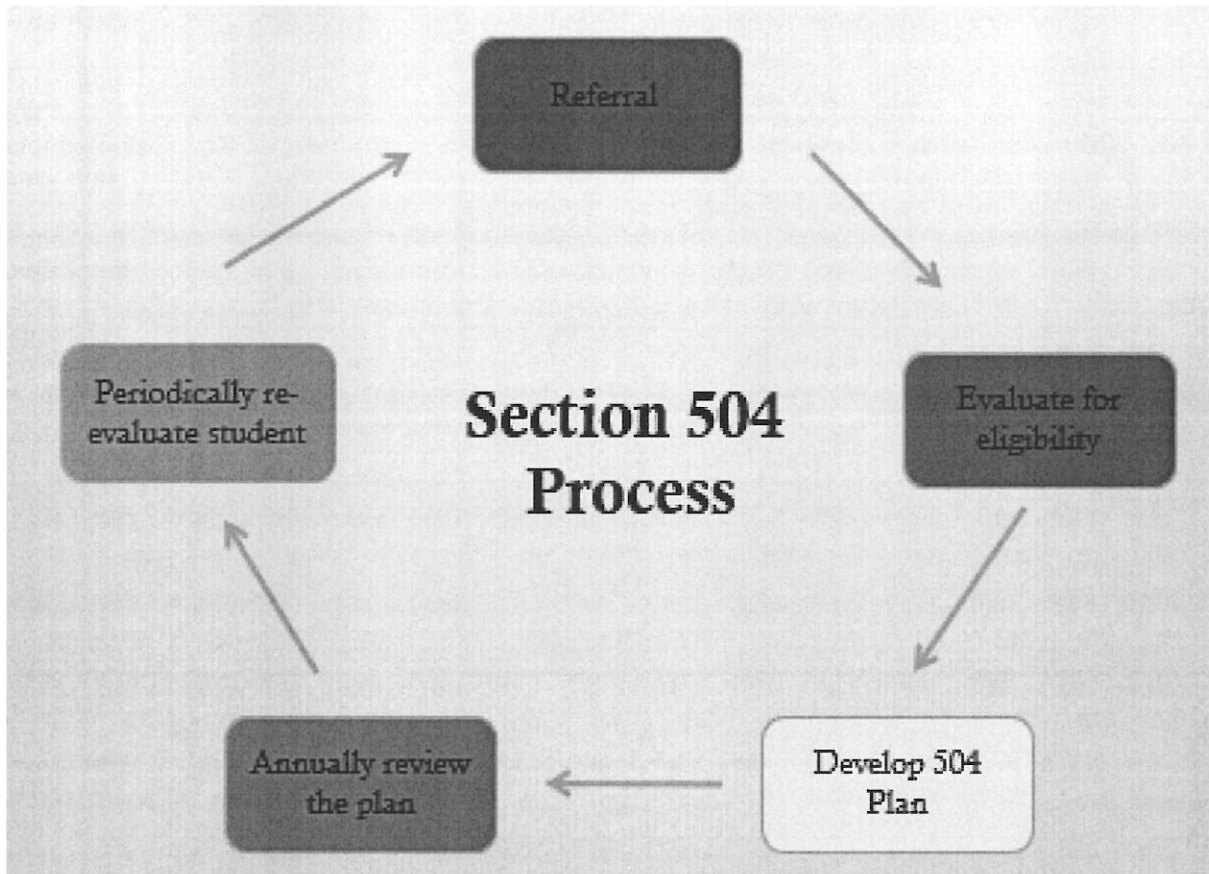 Referral
Evaluate for
eligibility
Develop 504
Plan
Annually review
the plan
Periodically re-
evaluate student
Section 504
Process